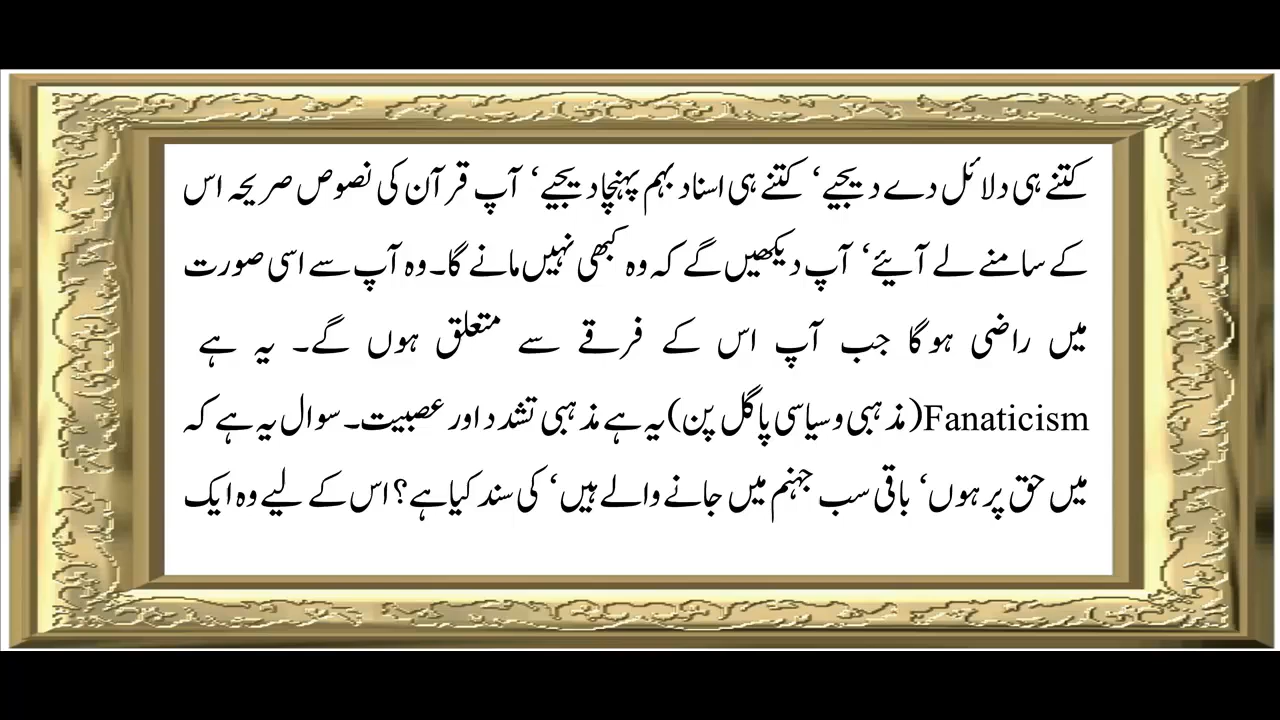 کتنے ہی دلائل دے دیجیے‘ کتنے ہی اسناد بہم پہنچا دیجیے‘ آپ قرآن کی نصوص صریحہ اس
کے سامنے لے آیئے‘ آپ دیکھیں گے کہ وہ کبھی نہیں مانے گا۔ وہ آپ سے اسی صورت
میں راضی ہو گا جب آپ اس کے فرقے سے متعلق ہوں گے۔ یہ ہے
Fanaticism (مذہبی و سیاسی پاگل پن) یہ ہے مذہبی تشدد اور عصبیت۔ سوال یہ ہے کہ
میں حق پر ہوں‘ باقی سب جہنم میں جانے والے ہیں‘ کی سند کیا ہے؟ اس کے لیے وہ ایک